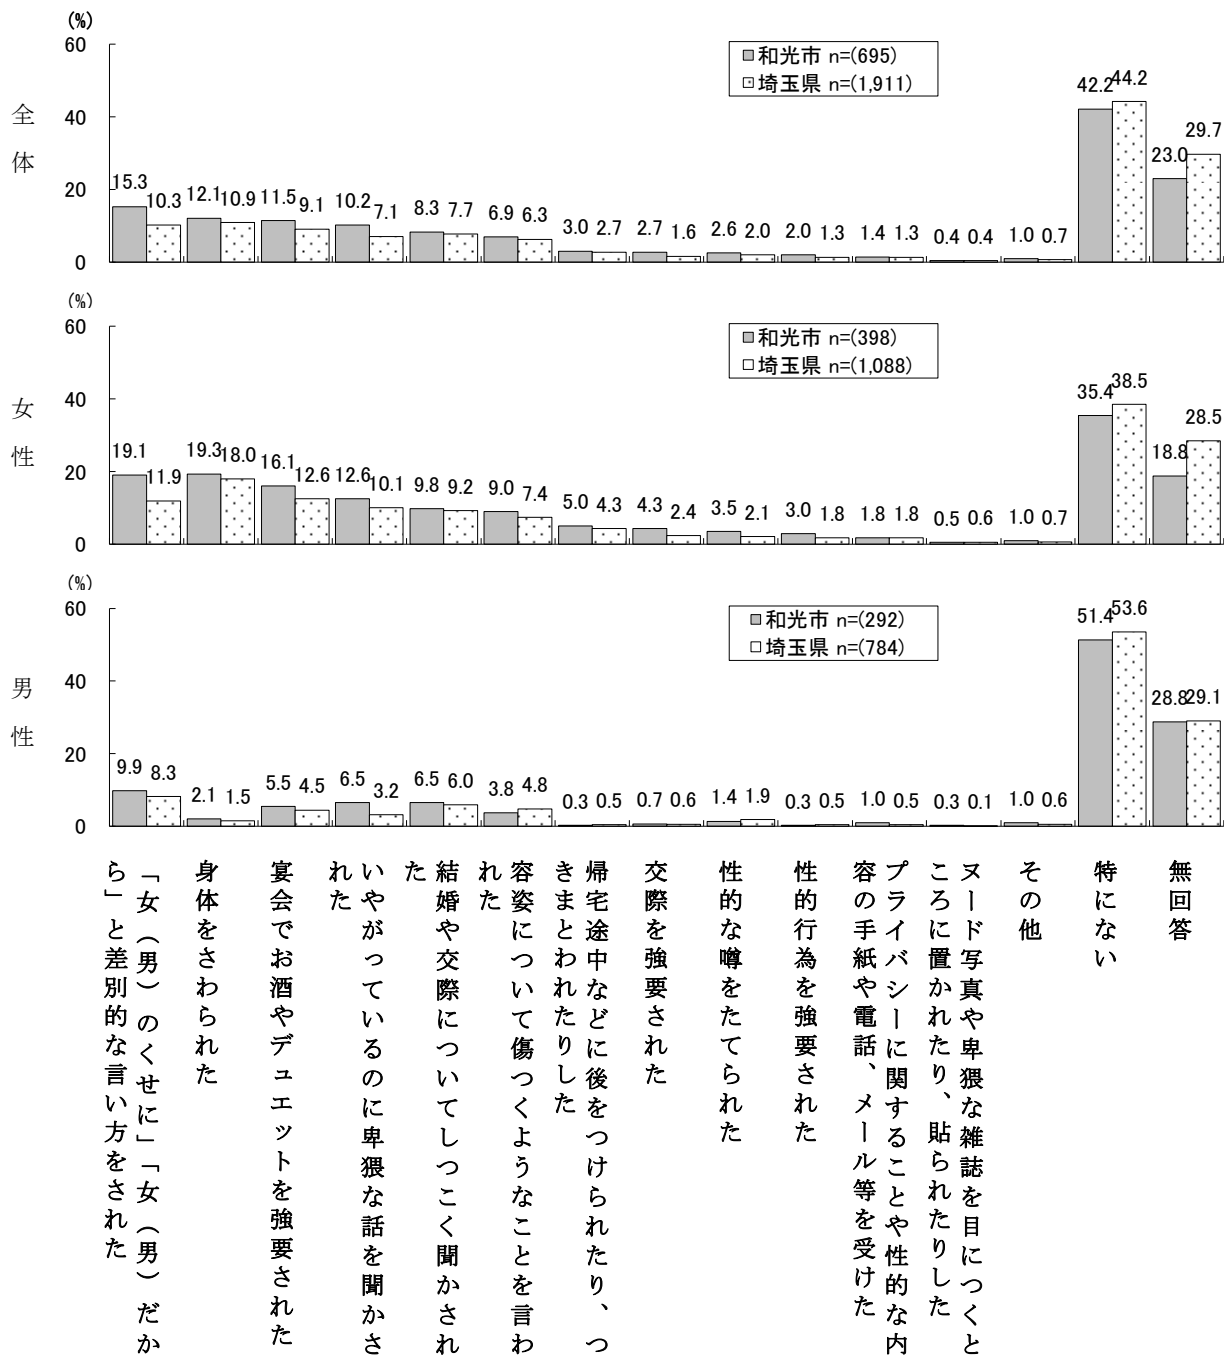 (%)
60
40
20
0
全体
和光市 n=(695)
埼玉県 n=(1,911)
15.3 10.3 12.1 10.9 11.5 9.1 10.2 7.1 8.3 7.7 6.9 6.3 3.0 2.7 2.7 1.6 2.6 2.0 2.0 1.3 1.4 1.3 0.4 0.4 1.0 0.7 42.2 44.2 23.0 29.7
(%)
60
40
20
0
女性
和光市 n=(398)
埼玉県 n=(1,088)
19.1 11.9 19.3 18.0 16.1 12.6 12.6 10.1 9.8 9.2 9.0 7.4 5.0 4.3 4.3 2.4 3.5 2.1 3.0 1.8 1.8 1.8 0.5 0.6 1.0 0.7 35.4 38.5 18.8 28.5
(%)
60
40
20
0
男性
和光市 n=(292)
埼玉県 n=(784)
9.9 8.3 2.1 1.5 5.5 4.5 6.5 3.2 6.5 6.0 3.8 4.8 0.3 0.5 0.7 0.6 1.4 1.9 0.3 0.5 1.0 0.5 0.3 0.1 1.0 0.6 51.4 53.6 28.8 29.1
「女（男）のくせに」「女（男）だか
ら」と差別的な言い方をされた
身体をさわられた
宴会でお酒やデュエットを強要された
いやがっているのに卑猥な話を聞かさ
れた
結婚や交際についてしつこく聞かされ
た
容姿について傷つくようなことを言わ
れた
帰宅途中などに後をつけられたり、つ
きまとわれたりした
交際を強要された
性的な噂をたてられた
性的行為を強要された
プライバシーに関することや性的な内
容の手紙や電話、メール等を受けた
ヌード写真や卑猥な雑誌を目につくと
ころに置かれたり、貼られたりした
その他
特にない
無回答